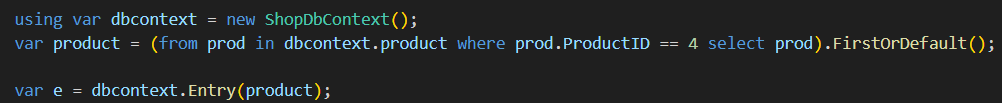 using var dbcontext = new ShopDbContext();
var product = (from prod in dbcontext.product where prod.ProductID == 4 select prod).FirstOrDefault();
var e = dbcontext.Entry(product);